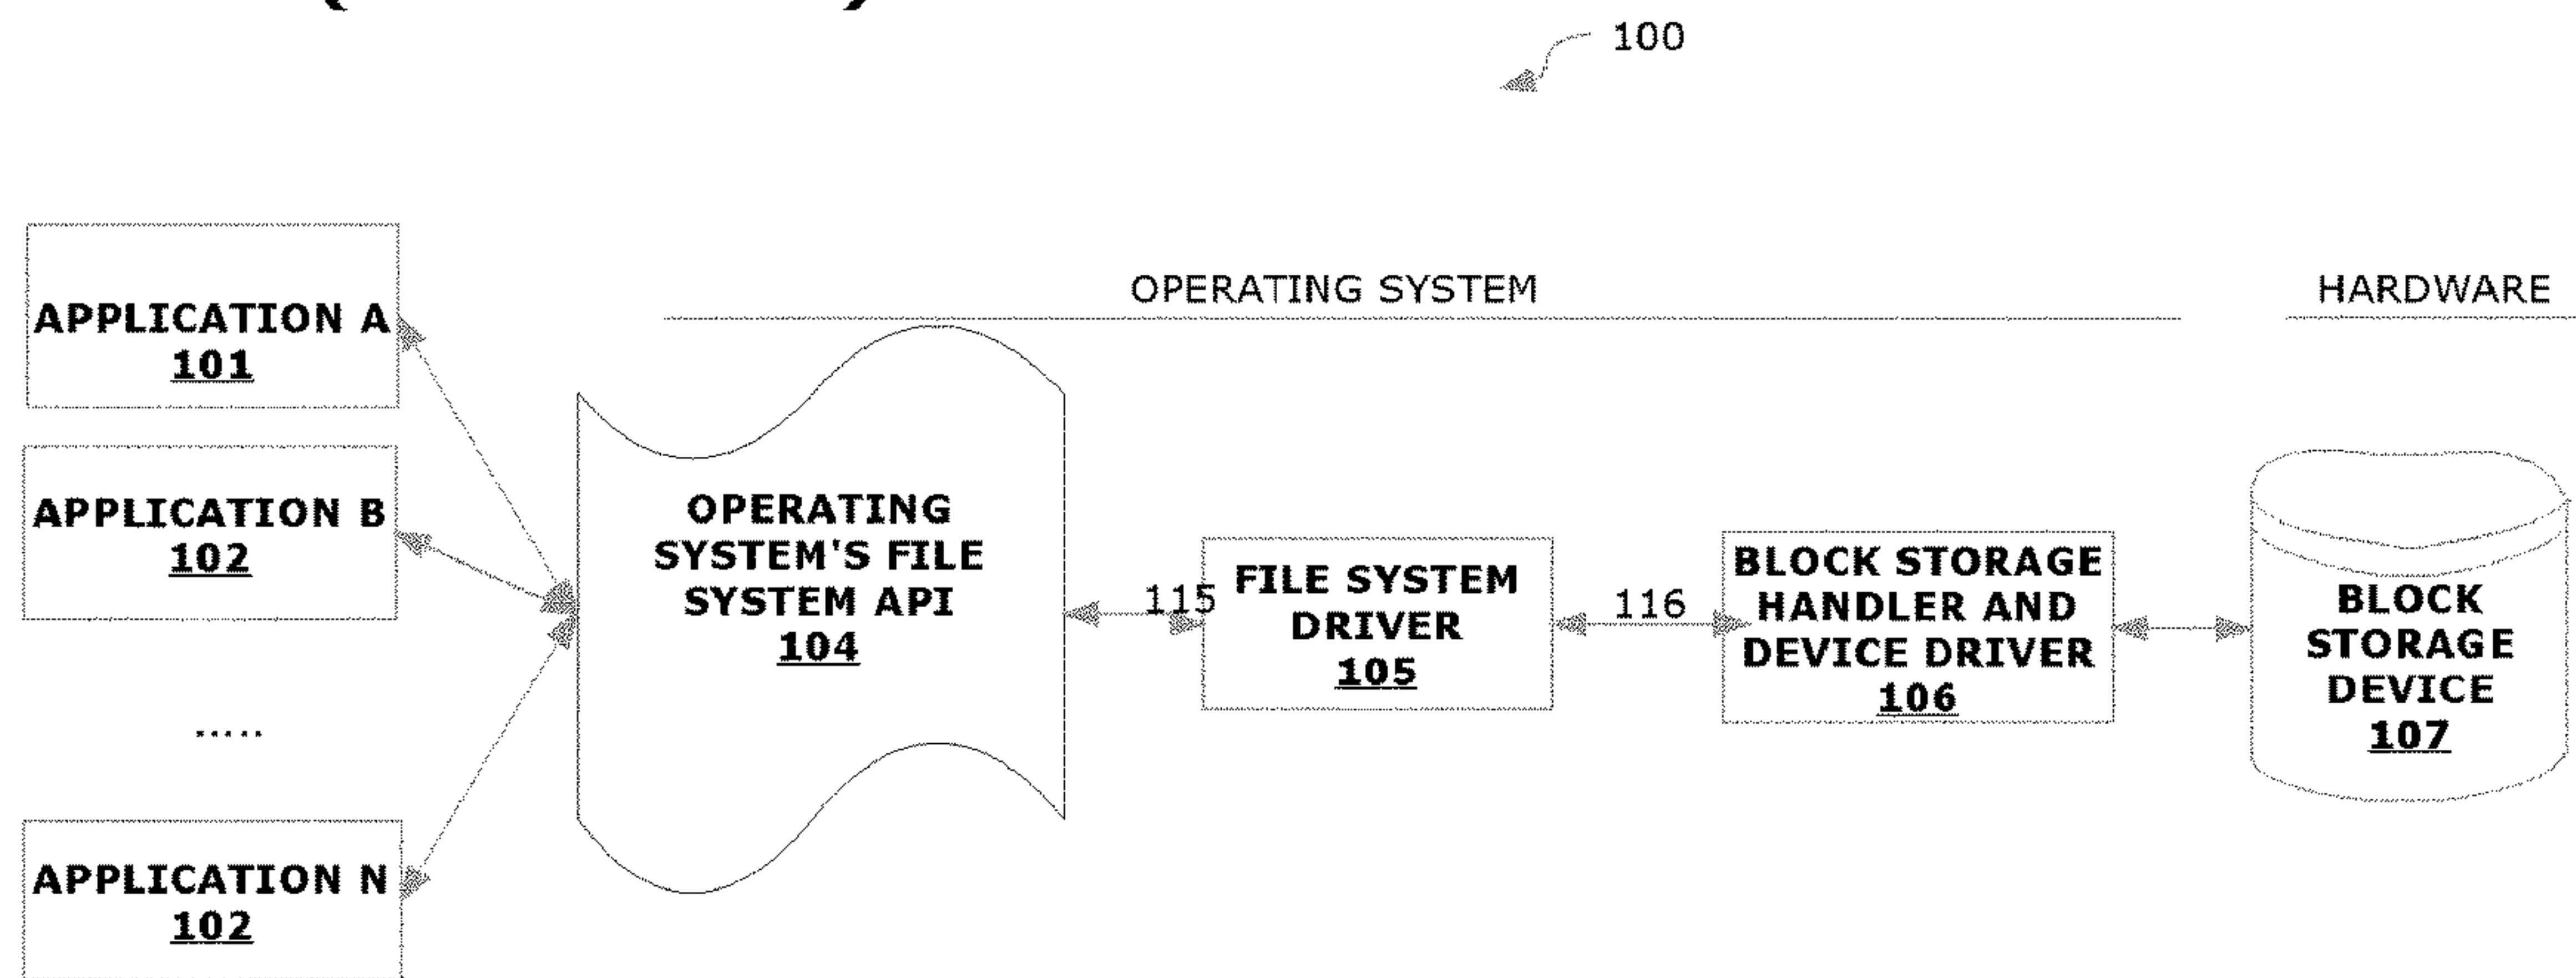 100
OPERATING SYSTEM
HARDWARE
APPLICATION A
101
APPLICATION B
102
.....
APPLICATION N
102
OPERATING
SYSTEM'S FILE
SYSTEM API
104
115
FILE SYSTEM
DRIVER
105
116
BLOCK STORAGE
HANDLER AND
DEVICE DRIVER
106
BLOCK
STORAGE
DEVICE
107